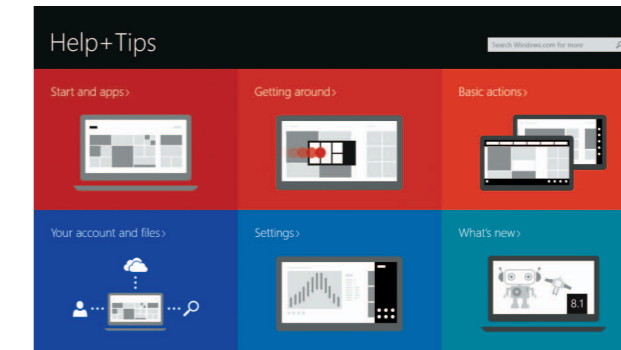 Help+Tips
Search Windows.com for more
Start and apps›
Getting around›
Basic actions›
Your account and files›
Settings›
What's new›
8.1